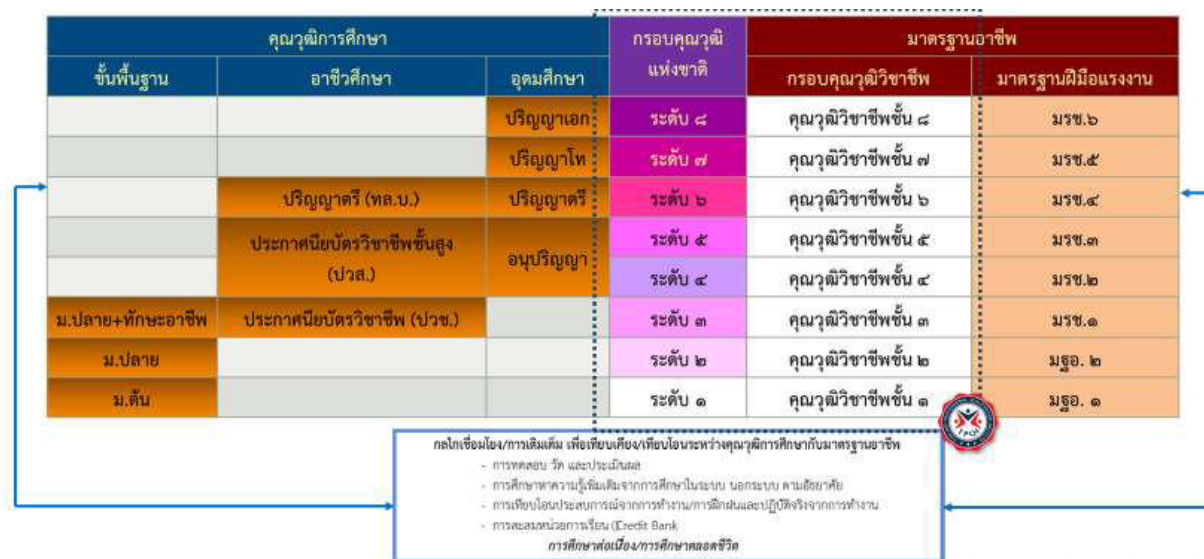 คุณวุฒิการศึกษา กรอบคุณวุฒิแห่งชาติ มาตรฐานอาชีพ
ขั้นพื้นฐาน อาชีวศึกษา อุดมศึกษา กรอบคุณวุฒิวิชาชีพ มาตรฐานฝีมือแรงงาน
ปริญญาเอก ระดับ ๘ คุณวุฒิวิชาชีพชั้น ๘ มรช.๖
ปริญญาโท ระดับ ๗ คุณวุฒิวิชาชีพชั้น ๗ มรช.๕
ปริญญาตรี (ทล.บ.) ปริญญาตรี ระดับ ๖ คุณวุฒิวิชาชีพชั้น ๖ มรช.๔
ประกาศนียบัตรวิชาชีพชั้นสูง อนุปริญญา ระดับ ๕ คุณวุฒิวิชาชีพชั้น ๕ มรช.๓
(ปวส.) ระดับ ๔ คุณวุฒิวิชาชีพชั้น ๔ มรช.๒
ม.ปลาย+ทักษะอาชีพ ประกาศนียบัตรวิชาชีพ (ปวช.) ระดับ ๓ คุณวุฒิวิชาชีพชั้น ๓ มรช.๑
ม.ปลาย ระดับ ๒ คุณวุฒิวิชาชีพชั้น ๒ มฐอ. ๒
ม.ต้น ระดับ ๑ คุณวุฒิวิชาชีพชั้น ๑ มฐอ. ๑
TPQI
กลไกเชื่อมโยง/การเติมเต็ม เพื่อเทียบเคียง/เทียบโอนระหว่างคุณวุฒิการศึกษากับมาตรฐานอาชีพ
- การทดสอบ วัด และประเมินผล
- การศึกษาหาความรู้เพิ่มเติมจากการศึกษาในระบบ นอกระบบ ตามอัธยาศัย
- การเทียบโอนประสบการณ์จากการทำงาน/การฝึกฝนและปฏิบัติจริงจากการทำงาน
- การสะสมหน่วยการเรียน (Credit Bank
การศึกษาต่อเนื่อง/การศึกษาตลอดชีวิต